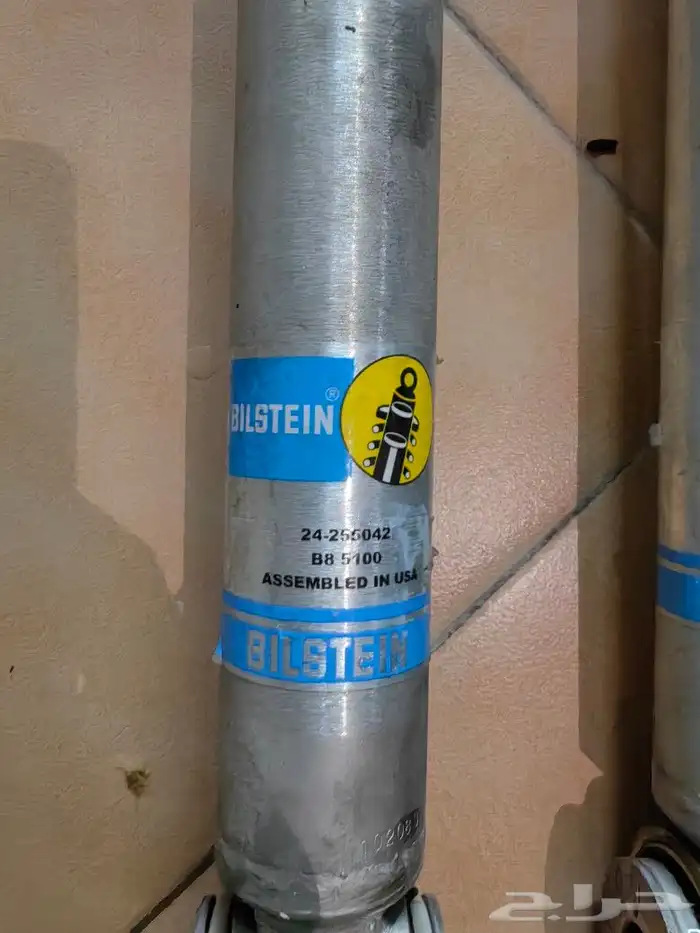 BILSTEIN®
24-255042
B8 5100
ASSEMBLED IN USA
BILSTEIN
حراج